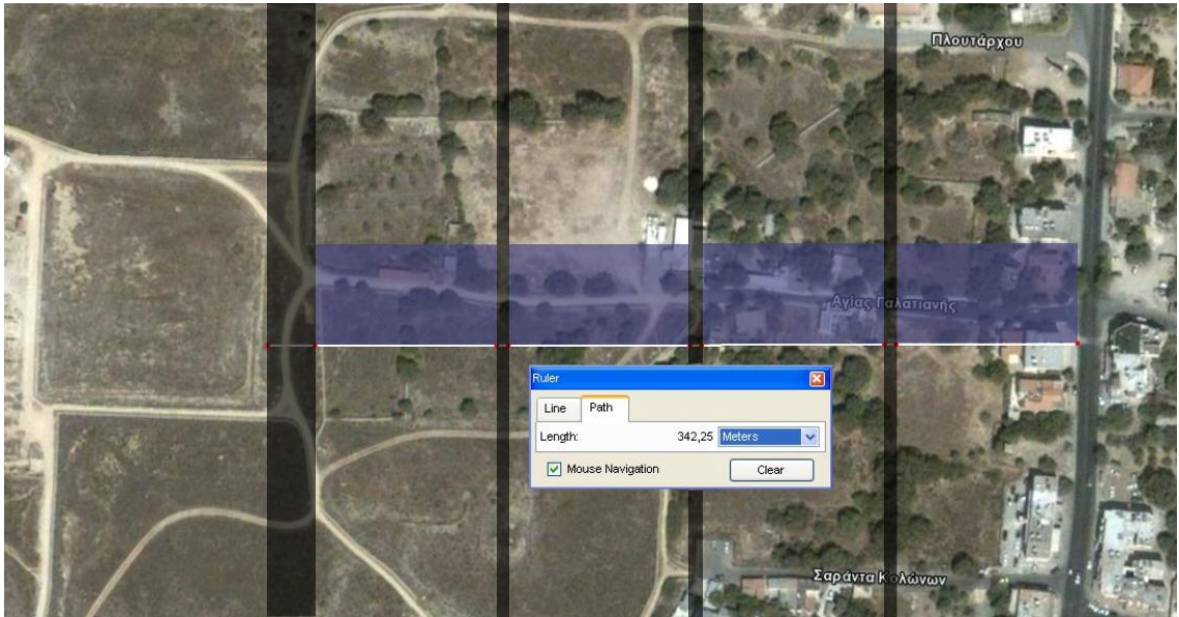 Πλουτάρχου
Αγίας Γαλατιανής
Ruler
Line Path
Length: 342,25 Meters
Mouse Navigation Clear
Σαράντα Κολώνων